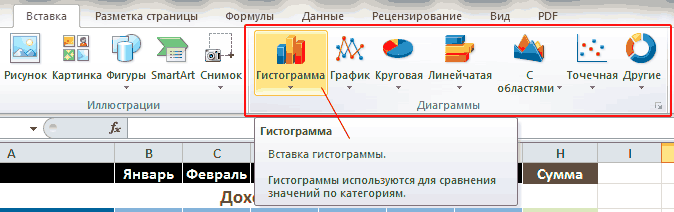 Вставка Разметка страницы Формулы Данные Рецензирование Вид PDF
Рисунок Картинка Фигуры SmartArt Снимок Гистограмма График Круговая Линейчатая С областями Точечная Другие
Иллюстрации Диаграммы
fx
Гистограмма
Вставка гистограммы.
Гистограммы используются для сравнения
значений по категориям.
A B C H I
Январь Февраль Сумма